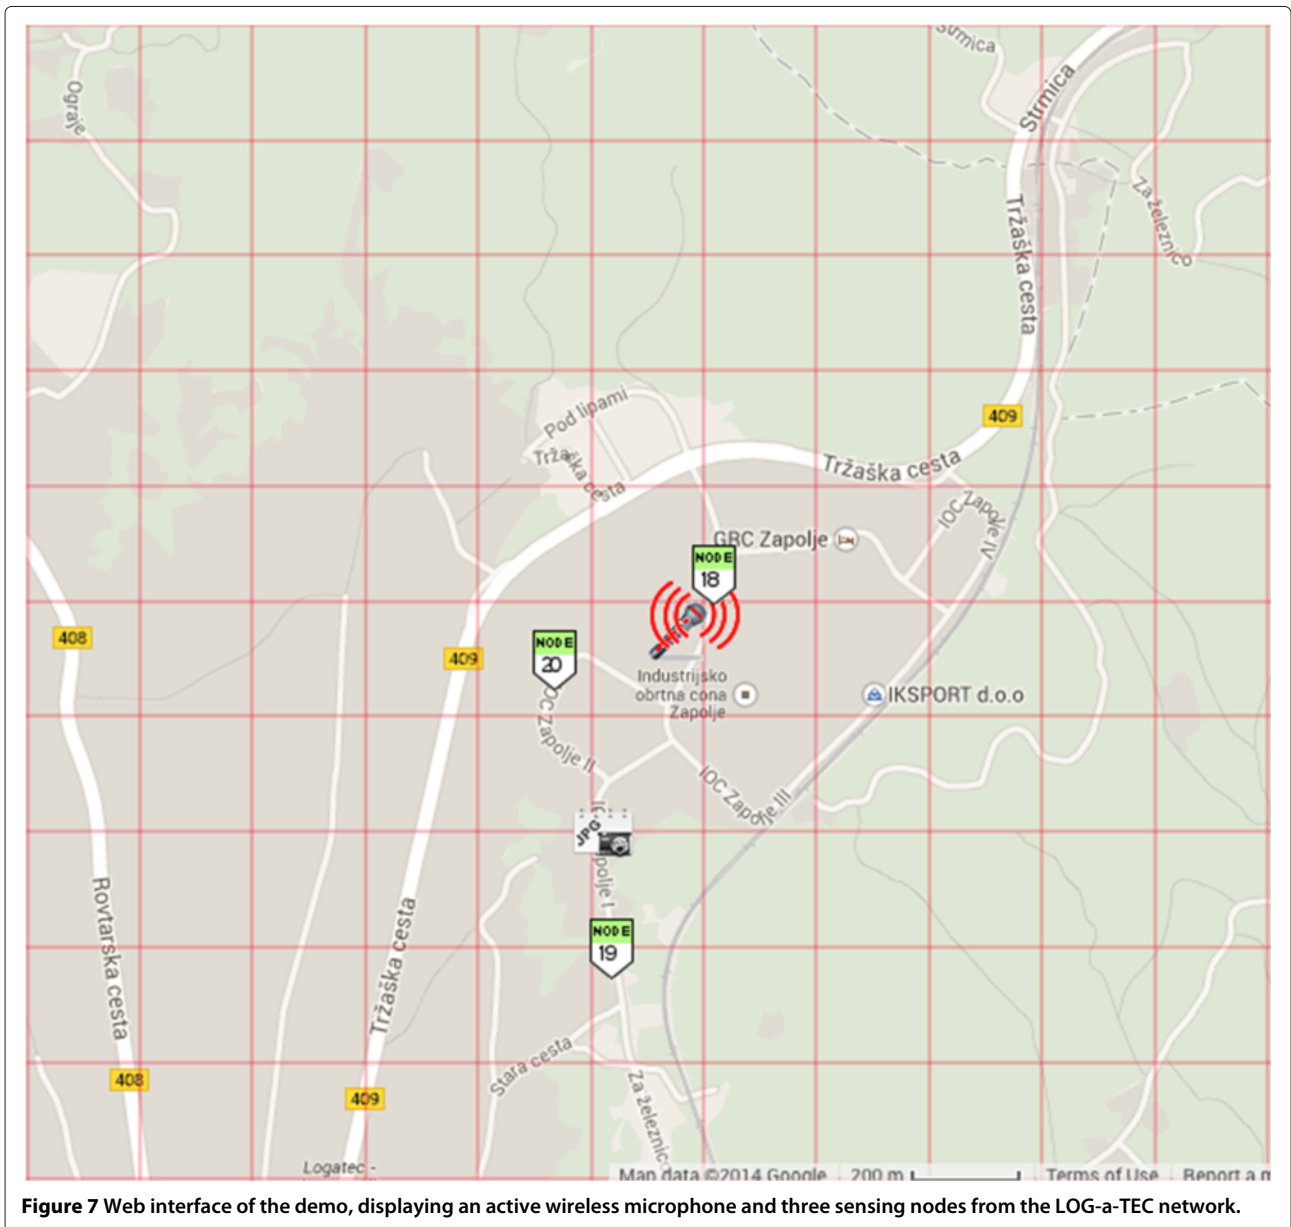 Strmica
Ograje
Strmica
Za železnico
Tržaška cesta
409
Pod lipami
Tržaška cesta
Tržaška cesta
IOC Zapolje IV
GRC Zapolje
NODE
18
408
409
NODE
20
Industrijsko
obrtna cona
Zapolje
IKSPORT d.o.o
IOC Zapolje II
IOC Zapolje III
JPG
Zapolje I
Rovtarska cesta
Tržaška cesta
NODE
19
Stara cesta
408
409
Za železnic
Logatec -
Map data ©2014 Google
200 m
Terms of Use
Report a m
Figure 7 Web interface of the demo, displaying an active wireless microphone and three sensing nodes from the LOG-a-TEC network.